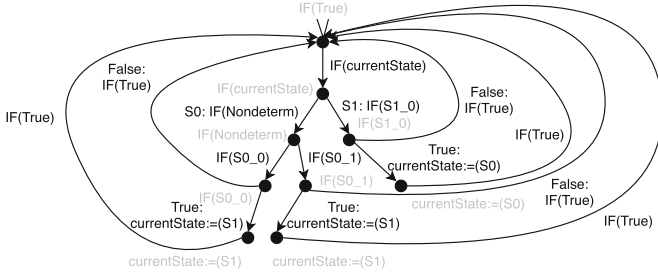 IF(True)
IF(currentState)
False:
IF(True)
IF(currentState)
False:
IF(True)
S0: IF(Nondeterm)
S1: IF(S1_0)
IF(S1_0)
IF(True)
IF(Nondeterm)
IF(True)
IF(S0_0)
IF(S0_1)
True:
currentState:=(S0)
IF(S0_0)
IF(S0_1)
currentState:=(S0)
False:
IF(True)
True:
currentState:=(S1)
True:
currentState:=(S1)
IF(True)
currentState:=(S1)
currentState:=(S1)